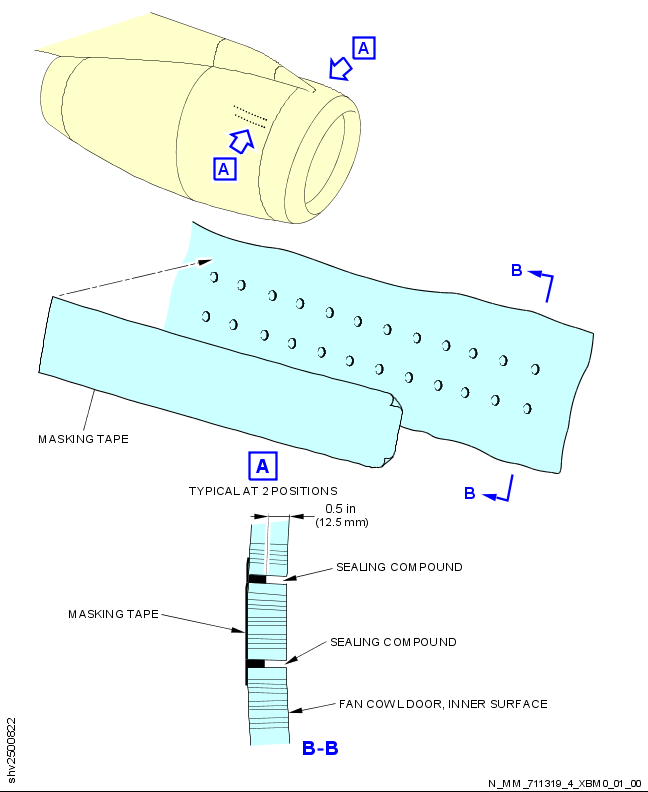 A
A
B
MASKING TAPE
A
B
TYPICAL AT 2 POSITIONS
0.5 in
(12.5 mm)
SEALING COMPOUND
MASKING TAPE
SEALING COMPOUND
FAN COWL DOOR, INNER SURFACE
B-B
shv2500822
N_MM_711319_4_XBM0_01_00